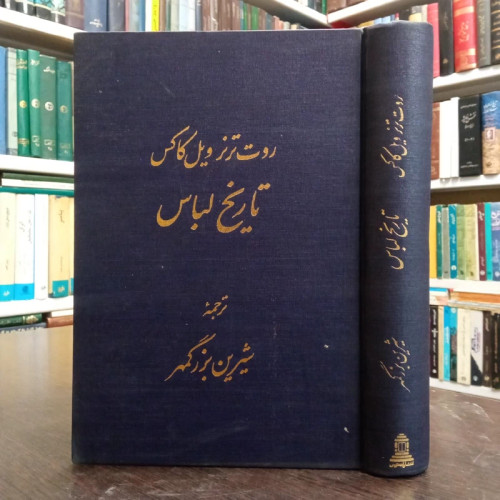 روت ترنر ویل کاکس
تاریخ لباس
ترجمهٔ
شیرین بزرگمهر
روت ترنر ویل کاکس
تاریخ لباس
شیرین بزرگمهر